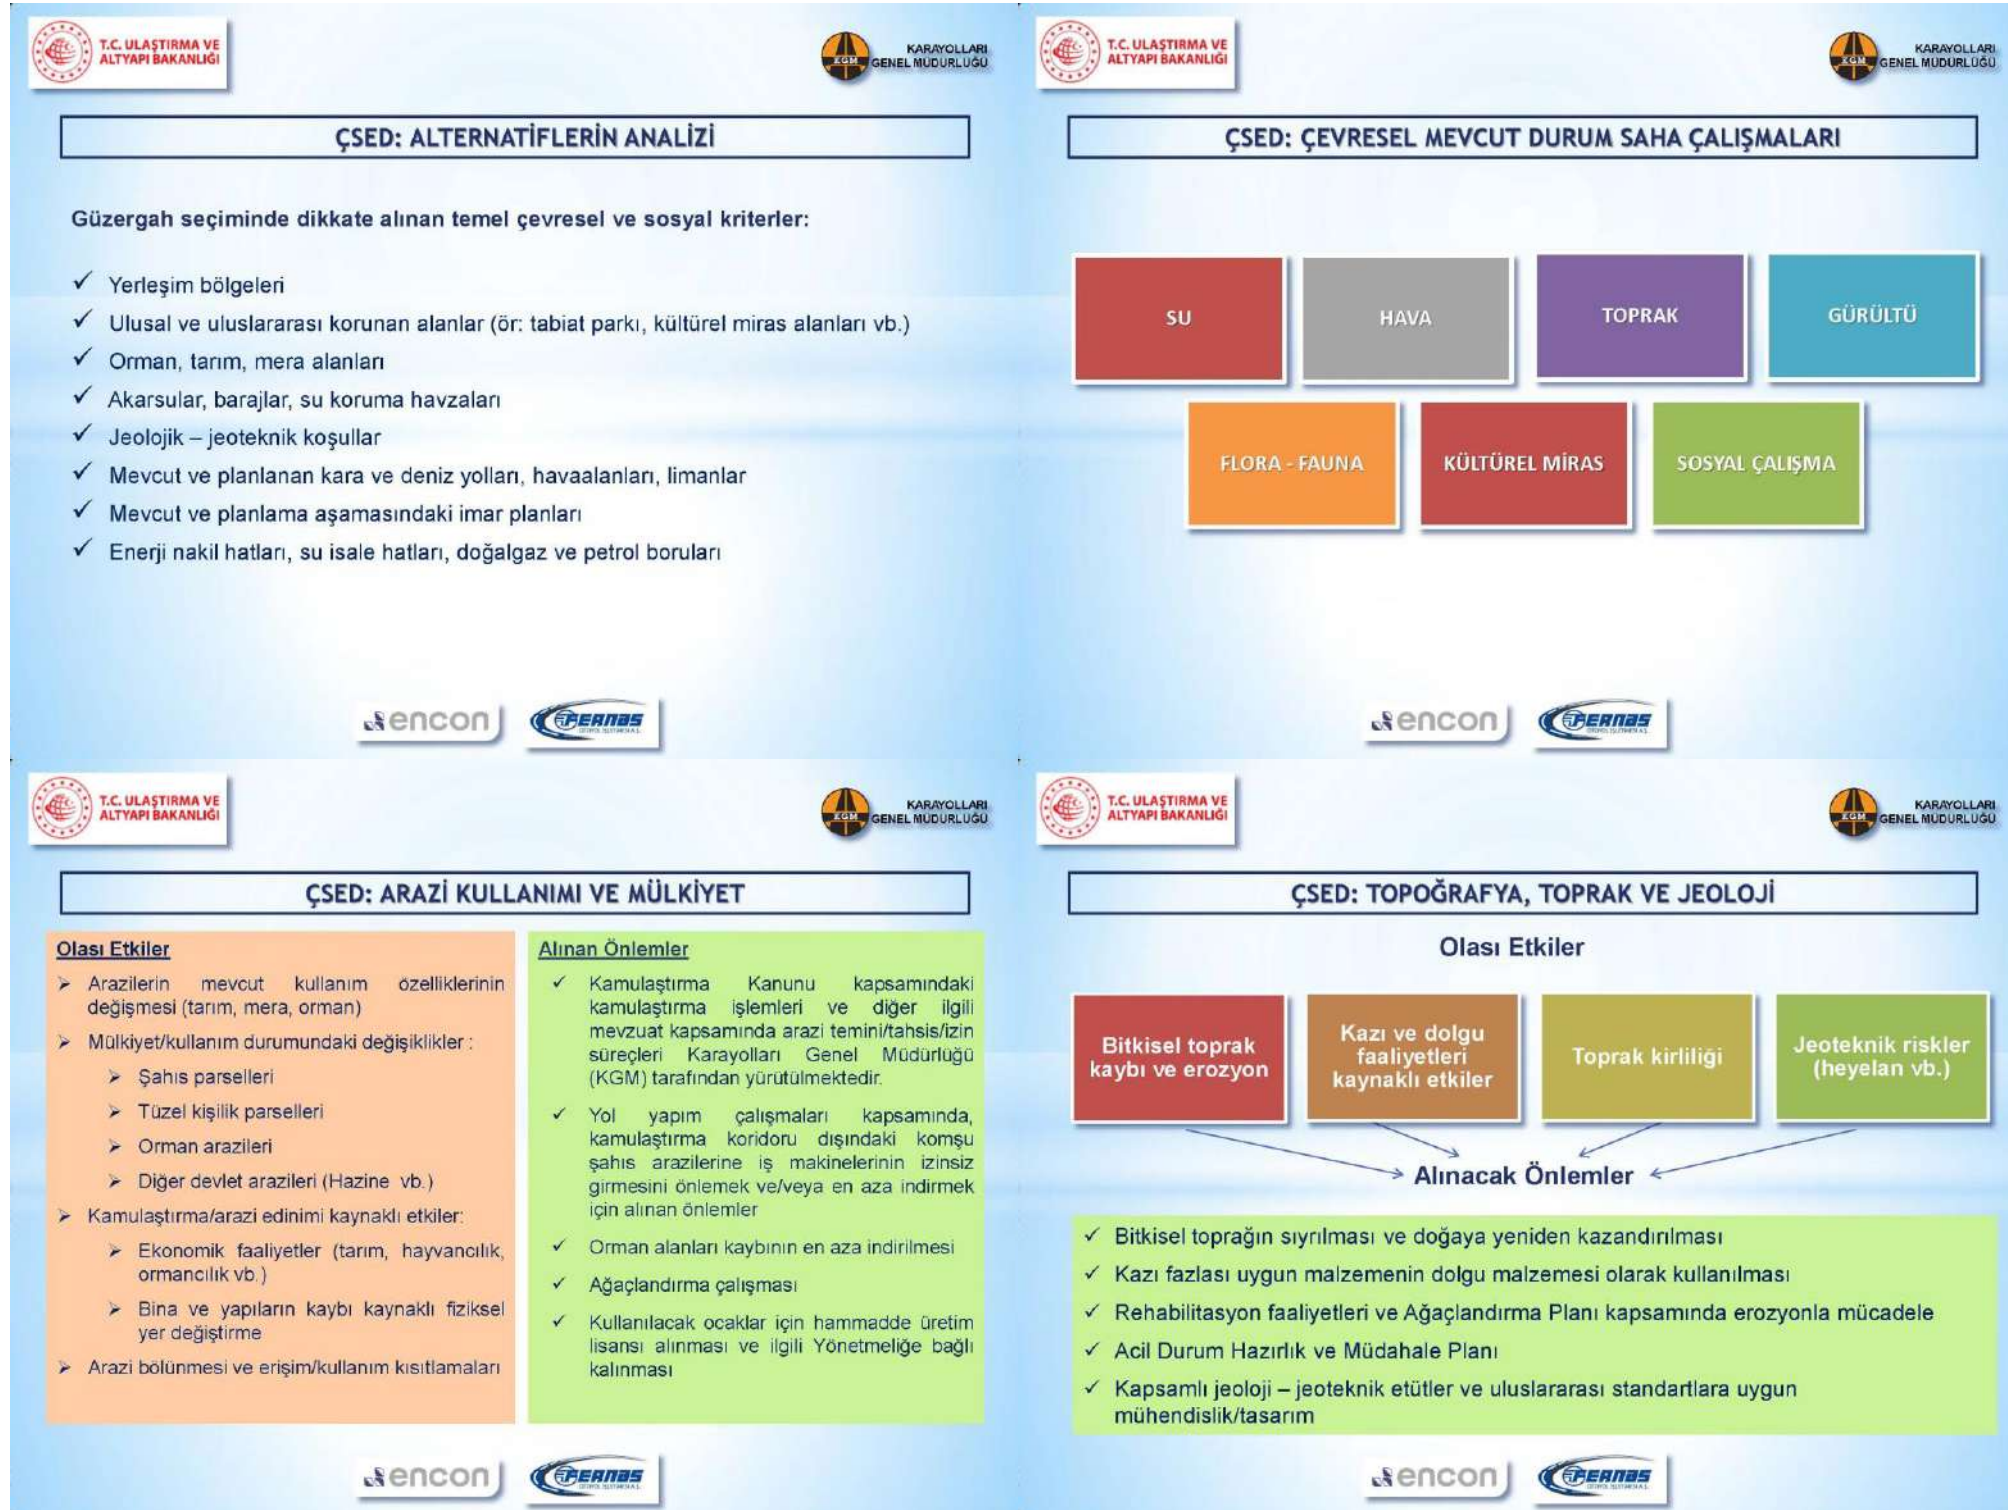 T.C. ULAŞTIRMA VE
ALTYAPI BAKANLIĞI
KGM
KARAYOLLARI
GENEL MÜDÜRLÜĞÜ
ÇSED: ALTERNATİFLERİN ANALİZİ
Güzergah seçiminde dikkate alınan temel çevresel ve sosyal kriterler:
✓ Yerleşim bölgeleri
✓ Ulusal ve uluslararası korunan alanlar (ör: tabiat parkı, kültürel miras alanları vb.)
✓ Orman, tarım, mera alanları
✓ Akarsular, barajlar, su koruma havzaları
✓ Jeolojik – jeoteknik koşullar
✓ Mevcut ve planlanan kara ve deniz yolları, havaalanları, limanlar
✓ Mevcut ve planlama aşamasındaki imar planları
✓ Enerji nakil hatları, su isale hatları, doğalgaz ve petrol boruları
encon
FERNAS
T.C. ULAŞTIRMA VE
ALTYAPI BAKANLIĞI
KGM
KARAYOLLARI
GENEL MÜDÜRLÜĞÜ
ÇSED: ÇEVRESEL MEVCUT DURUM SAHA ÇALIŞMALARI
SU
HAVA
TOPRAK
GÜRÜLTÜ
FLORA - FAUNA
KÜLTÜREL MİRAS
SOSYAL ÇALIŞMA
encon
FERNAS
T.C. ULAŞTIRMA VE
ALTYAPI BAKANLIĞI
KGM
KARAYOLLARI
GENEL MÜDÜRLÜĞÜ
ÇSED: ARAZİ KULLANIMI VE MÜLKİYET
Olası Etkiler
➢ Arazilerin mevcut kullanım özelliklerinin
değişmesi (tarım, mera, orman)
➢ Mülkiyet/kullanım durumundaki değişiklikler :
➢ Şahıs parselleri
➢ Tüzel kişilik parselleri
➢ Orman arazileri
➢ Diğer devlet arazileri (Hazine vb.)
➢ Kamulaştırma/arazi edinimi kaynaklı etkiler:
➢ Ekonomik faaliyetler (tarım, hayvancılık,
ormancılık vb.)
➢ Bina ve yapıların kaybı kaynaklı fiziksel
yer değiştirme
➢ Arazi bölünmesi ve erişim/kullanım kısıtlamaları
Alınan Önlemler
✓ Kamulaştırma Kanunu kapsamındaki
kamulaştırma işlemleri ve diğer ilgili
mevzuat kapsamında arazi temini/tahsis/izin
süreçleri Karayolları Genel Müdürlüğü
(KGM) tarafından yürütülmektedir.
✓ Yol yapım çalışmaları kapsamında,
kamulaştırma koridoru dışındaki komşu
şahıs arazilerine iş makinelerinin izinsiz
girmesini önlemek ve/veya en aza indirmek
için alınan önlemler
✓ Orman alanları kaybının en aza indirilmesi
✓ Ağaçlandırma çalışması
✓ Kullanılacak ocaklar için hammadde üretim
lisansı alınması ve ilgili Yönetmeliğe bağlı
kalınması
encon
FERNAS
T.C. ULAŞTIRMA VE
ALTYAPI BAKANLIĞI
KGM
KARAYOLLARI
GENEL MÜDÜRLÜĞÜ
ÇSED: TOPOĞRAFYA, TOPRAK VE JEOLOJİ
Olası Etkiler
Bitkisel toprak
kaybı ve erozyon
Kazı ve dolgu
faaliyetleri
kaynaklı etkiler
Toprak kirliliği
Jeoteknik riskler
(heyelan vb.)
Alınacak Önlemler
✓ Bitkisel toprağın sıyrılması ve doğaya yeniden kazandırılması
✓ Kazı fazlası uygun malzemenin dolgu malzemesi olarak kullanılması
✓ Rehabilitasyon faaliyetleri ve Ağaçlandırma Planı kapsamında erozyonla mücadele
✓ Acil Durum Hazırlık ve Müdahale Planı
✓ Kapsamlı jeoloji – jeoteknik etütler ve uluslararası standartlara uygun
mühendislik/tasarım
encon
FERNAS